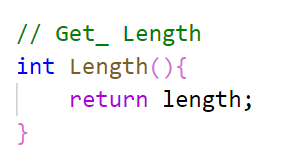 // Get_ Length
int Length(){
    return length;
}